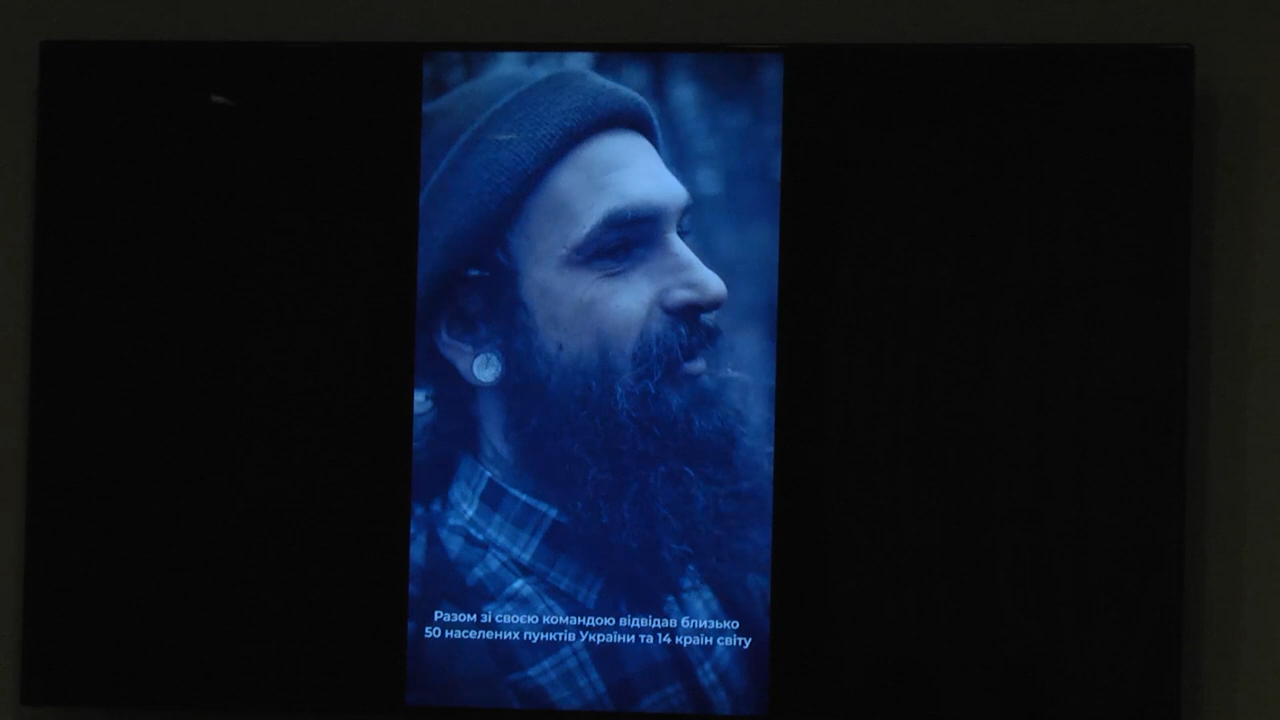 Разом зі своєю командою відвідав близько
50 населених пунктів України та 14 країн світу